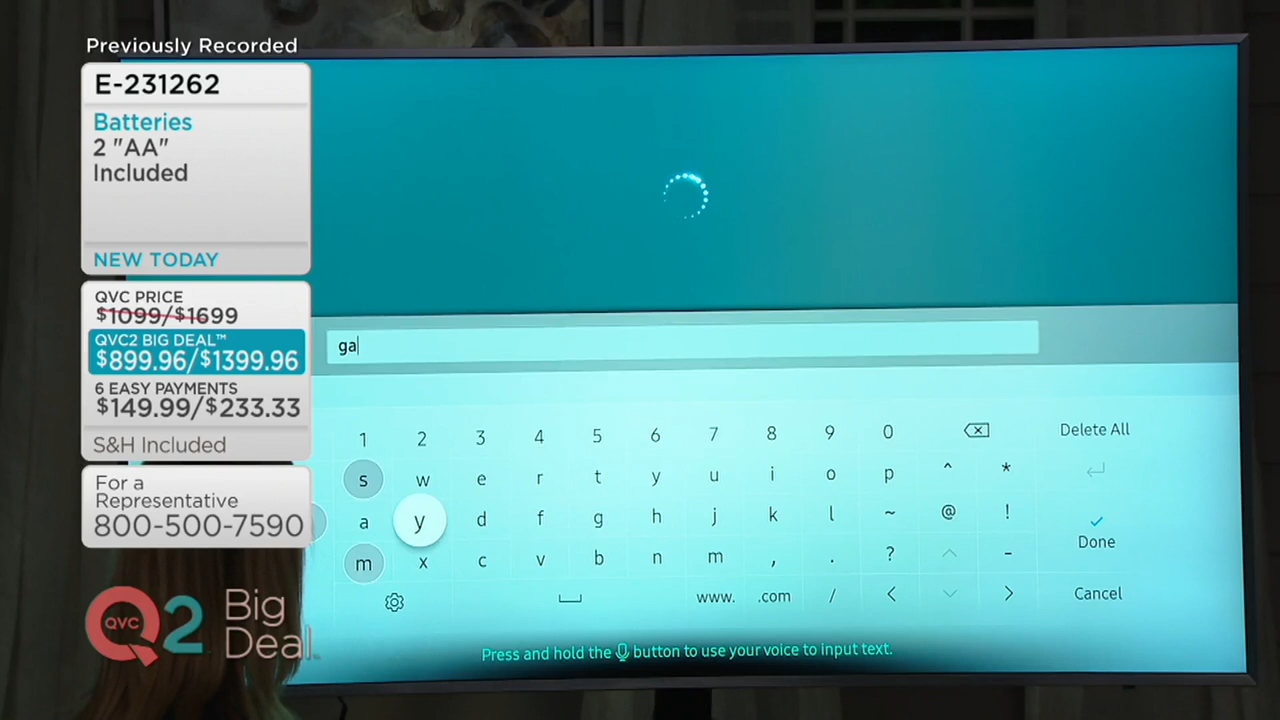 Previously Recorded
E-231262
Batteries
2 "AA"
Included
NEW TODAY
QVC PRICE
$1099/$1699
QVC2 BIG DEAL™
$899.96/$1399.96
6 EASY PAYMENTS
$149.99/$233.33
S&H Included
For a
Representative
800-500-7590
QVC 2 Big
Deal
ga
1 2 3 4 5 6 7 8 9 0 Delete All
s w e r t y u i o p ^ *
a y d f g h j k l ~ @ !
Done
m x c v b n m , . ? -
www. .com / < > Cancel
Press and hold the button to use your voice to input text.